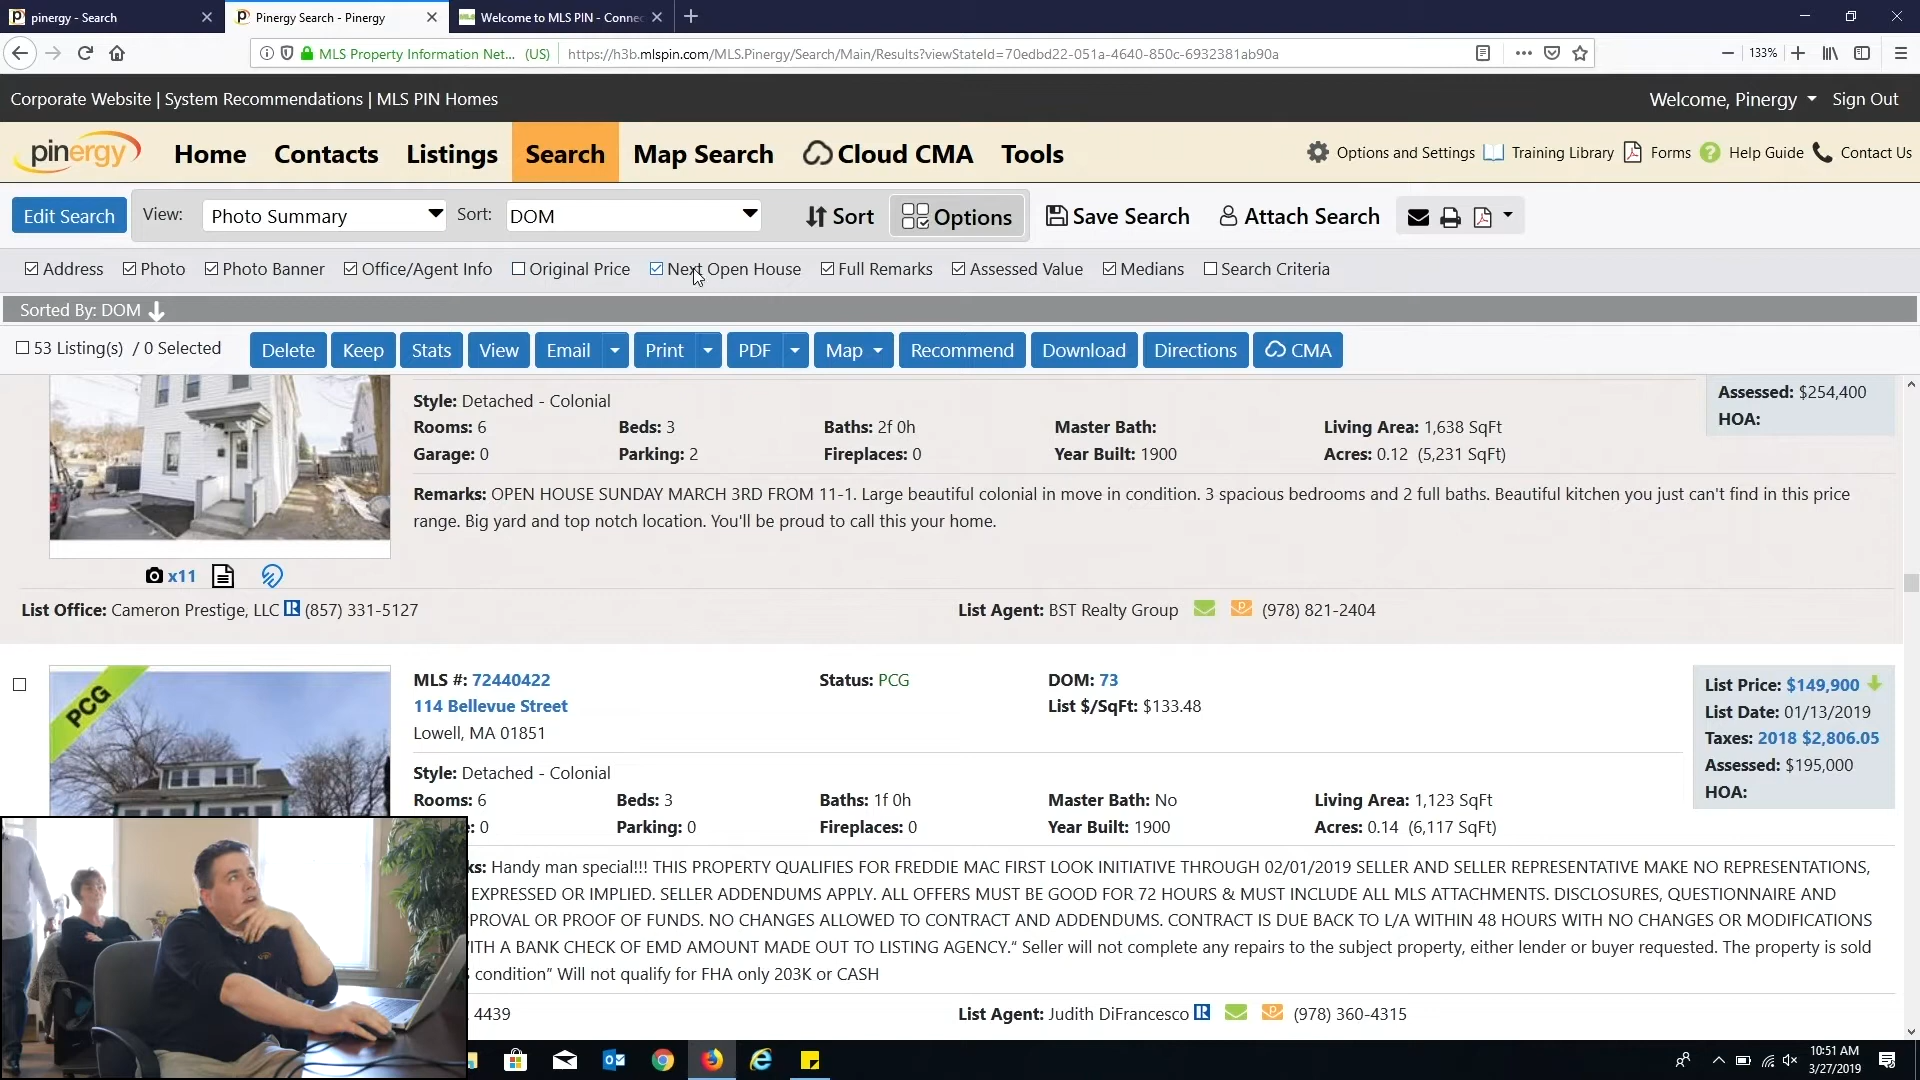 pinergy - Search
Pinergy Search - Pinergy
Welcome to MLS PIN - Connec
MLS Property Information Net... (US)
https://h3b.mlspin.com/MLS.Pinergy/Search/Main/Results?viewStateId=70edbd22-051a-4640-850c-6932381ab90a
133%
Corporate Website | System Recommendations | MLS PIN Homes
Welcome, Pinergy
Sign Out
pinergy
Home
Contacts
Listings
Search
Map Search
Cloud CMA
Tools
Options and Settings
Training Library
Forms
Help Guide
Contact Us
Edit Search
View:
Photo Summary
Sort:
DOM
Sort
Options
Save Search
Attach Search
Address
Photo
Photo Banner
Office/Agent Info
Original Price
Next Open House
Full Remarks
Assessed Value
Medians
Search Criteria
Sorted By: DOM
53 Listing(s) / 0 Selected
Delete
Keep
Stats
View
Email
Print
PDF
Map
Recommend
Download
Directions
CMA
Style: Detached - Colonial
Rooms: 6 Beds: 3 Baths: 2f 0h Master Bath: Living Area: 1,638 SqFt
Garage: 0 Parking: 2 Fireplaces: 0 Year Built: 1900 Acres: 0.12 (5,231 SqFt)
Assessed: $254,400
HOA:
Remarks: OPEN HOUSE SUNDAY MARCH 3RD FROM 11-1. Large beautiful colonial in move in condition. 3 spacious bedrooms and 2 full baths. Beautiful kitchen you just can't find in this price
range. Big yard and top notch location. You'll be proud to call this your home.
x11
List Office: Cameron Prestige, LLC R (857) 331-5127
List Agent: BST Realty Group (978) 821-2404
PCG
MLS #: 72440422 Status: PCG DOM: 73
114 Bellevue Street List $/SqFt: $133.48
Lowell, MA 01851
List Price: $149,900
List Date: 01/13/2019
Taxes: 2018 $2,806.05
Assessed: $195,000
HOA:
Style: Detached - Colonial
Rooms: 6 Beds: 3 Baths: 1f 0h Master Bath: No Living Area: 1,123 SqFt
e: 0 Parking: 0 Fireplaces: 0 Year Built: 1900 Acres: 0.14 (6,117 SqFt)
ks: Handy man special!!! THIS PROPERTY QUALIFIES FOR FREDDIE MAC FIRST LOOK INITIATIVE THROUGH 02/01/2019 SELLER AND SELLER REPRESENTATIVE MAKE NO REPRESENTATIONS,
EXPRESSED OR IMPLIED. SELLER ADDENDUMS APPLY. ALL OFFERS MUST BE GOOD FOR 72 HOURS & MUST INCLUDE ALL MLS ATTACHMENTS. DISCLOSURES, QUESTIONNAIRE AND
PROVAL OR PROOF OF FUNDS. NO CHANGES ALLOWED TO CONTRACT AND ADDENDUMS. CONTRACT IS DUE BACK TO L/A WITHIN 48 HOURS WITH NO CHANGES OR MODIFICATIONS
ITH A BANK CHECK OF EMD AMOUNT MADE OUT TO LISTING AGENCY.“ Seller will not complete any repairs to the subject property, either lender or buyer requested. The property is sold
condition” Will not qualify for FHA only 203K or CASH
4439
List Agent: Judith DiFrancesco R (978) 360-4315
10:51 AM
3/27/2019